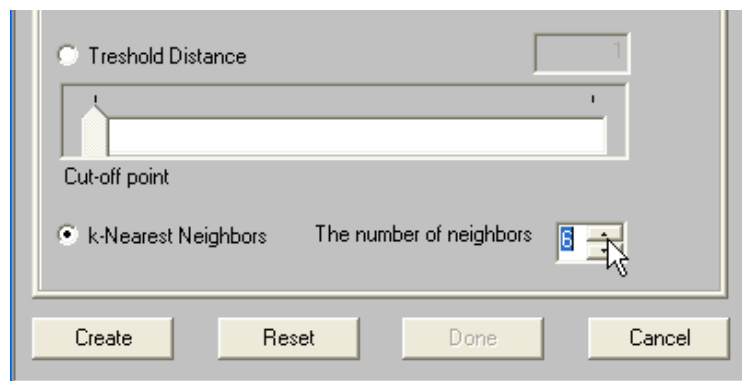 Treshold Distance 1
Cut-off point
k-Nearest Neighbors The number of neighbors 6
Create Reset Done Cancel